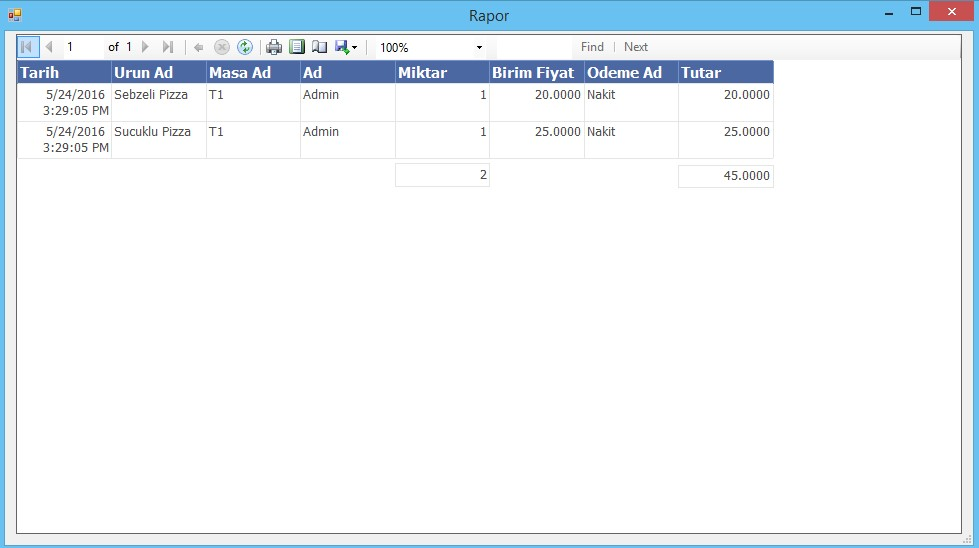 Rapor
1 of 1 100% Find | Next
Tarih Urun Ad Masa Ad Ad Miktar Birim Fiyat Odeme Ad Tutar
5/24/2016 Sebzeli Pizza T1 Admin 1 20.0000 Nakit 20.0000
3:29:05 PM
5/24/2016 Sucuklu Pizza T1 Admin 1 25.0000 Nakit 25.0000
3:29:05 PM
2 45.0000